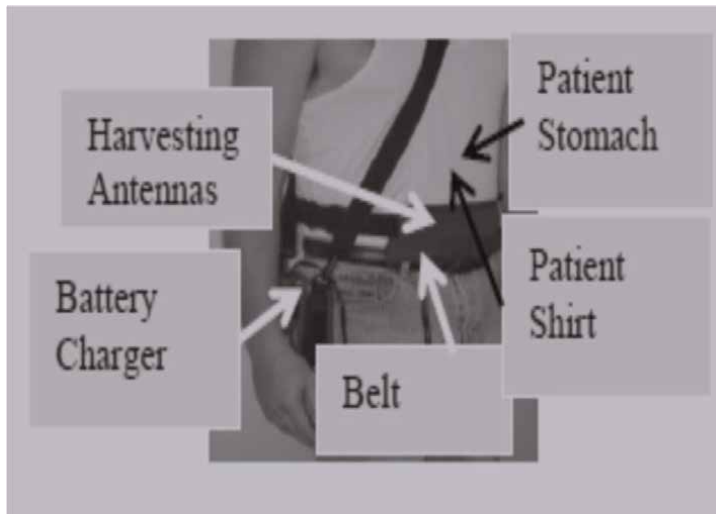 Harvesting
Antennas
Patient
Stomach
Battery
Charger
Belt
Patient
Shirt